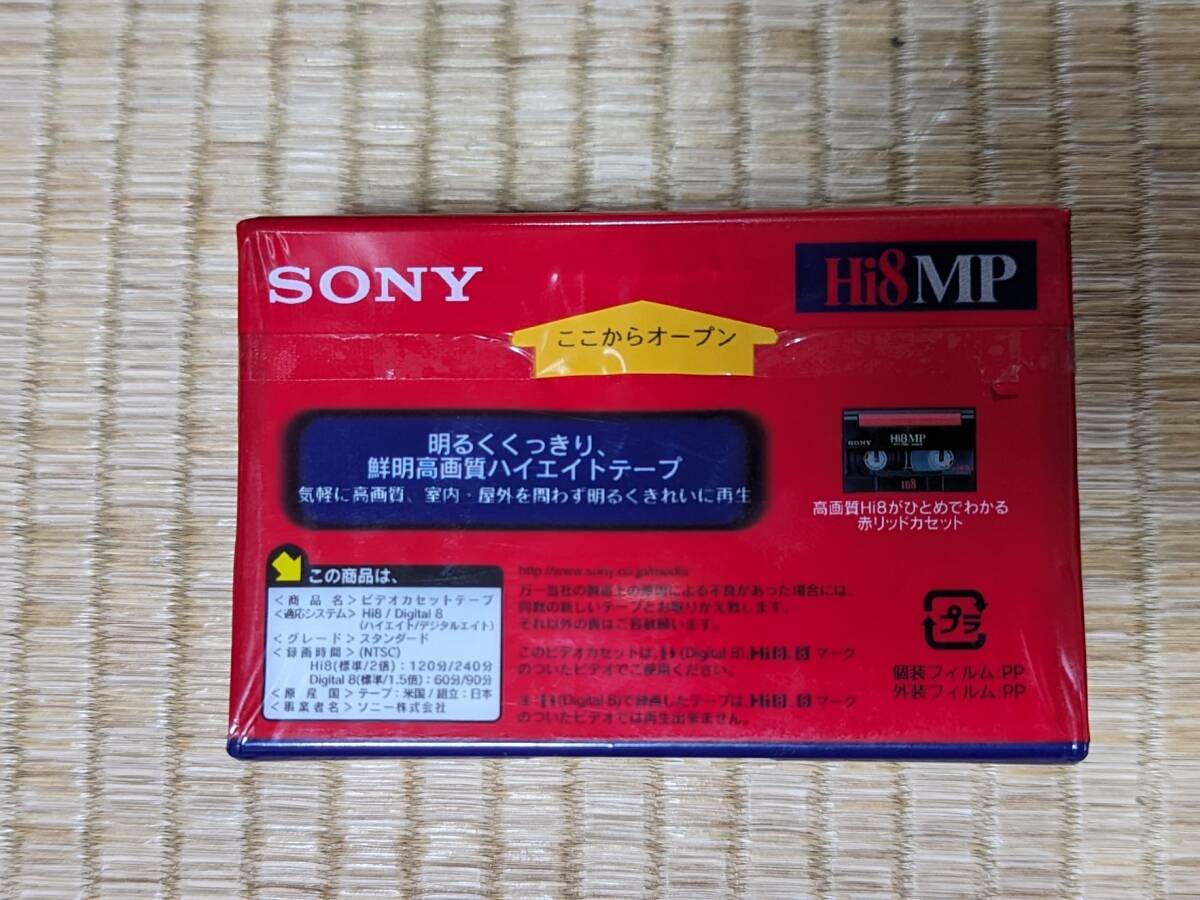 SONY
Hi8MP
ここからオープン
明るくくっきり、
鮮明高画質ハイエイトテープ
気軽に高画質、室内・屋外を問わず明るくきれいに再生
SONY
Hi8MP
Hi8
高画質Hi8がひとめでわかる
赤リッドカセット
この商品は、
<商品名>ビデオカセットテープ
<適応システム>Hi8/Digital 8
(ハイエイト/デジタルエイト)
<グレード>スタンダード
<録画時間>(NTSC)
Hi8(標準/2倍):120分/240分
Digital 8(標準/1.5倍):60分/90分
<原産国>テープ:米国/組立:日本
<事業者名>ソニー株式会社
http://www.sony.co.jp/media
万一当社の製造上の原因による不良があった場合には、
同数の新しいテープとお取りかえ致します。
それ以外の責はご容赦願います。
このビデオカセットは、(Digital 8)、Hi8、8 マーク
のついたビデオでご使用ください。
注:(Digital 8)で録画したテープは、Hi8、8 マーク
のついたビデオでは再生出来ません。
プラ
個装フィルム:PP
外装フィルム:PP